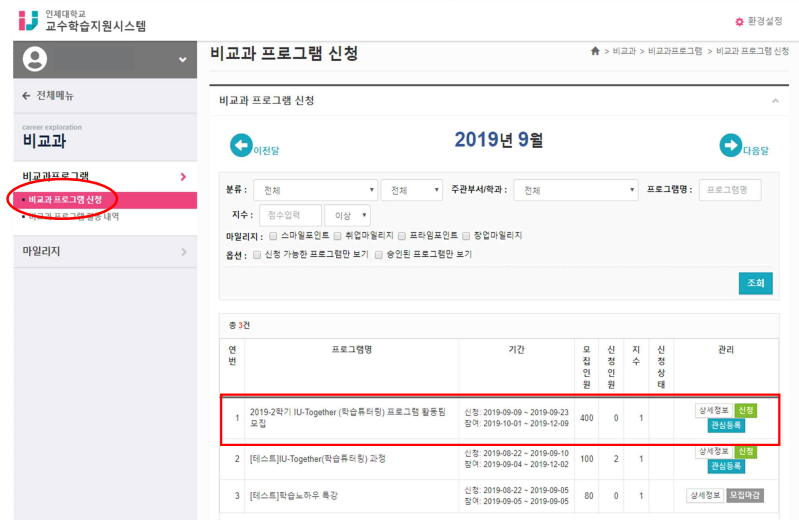 인제대학교
교수학습지원시스템
환경설정
비교과 프로그램 신청
> 비교과 > 비교과프로그램 > 비교과 프로그램 신청
← 전체메뉴
career exploration
비교과
비교과프로그램
비교과 프로그램 신청
비교과 프로그램 활동 내역
마일리지
비교과 프로그램 신청
이전달
2019년 9월
다음달
분류 : 전체 전체 주관부서/학과 : 전체 프로그램명 : 프로그램명
지수 : 점수입력 이상
마일리지 : 스마일포인트 취업마일리지 프라임포인트 창업마일리지
옵션 : 신청 가능한 프로그램만 보기 승인된 프로그램만 보기
조회
총 3건
연번 프로그램명 기간 모집인원 신청인원 지수 신청상태 관리
1 2019-2학기 IU-Together (학습튜터링) 프로그램 활동팀 모집 신청: 2019-09-09 ~ 2019-09-23 참여: 2019-10-01 ~ 2019-12-09 400 0 1 상세정보 신청 관심등록
2 [테스트]IU-Together(학습튜터링) 과정 신청: 2019-08-22 ~ 2019-09-10 참여: 2019-09-04 ~ 2019-12-02 100 2 1 상세정보 신청 관심등록
3 [테스트]학습노하우 특강 신청: 2019-08-22 ~ 2019-09-05 참여: 2019-09-05 ~ 2019-09-05 80 0 1 상세정보 모집마감